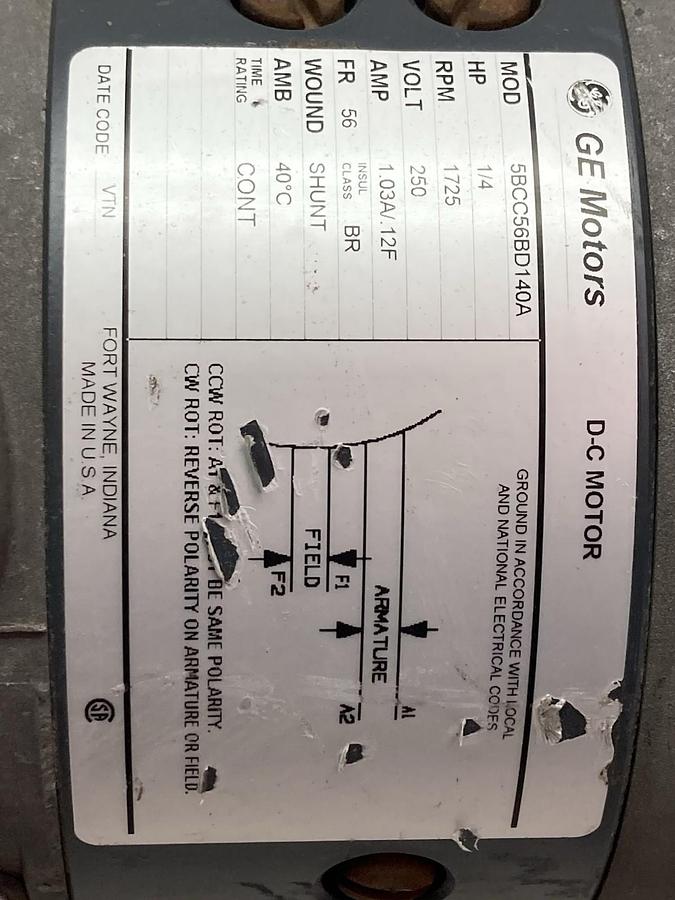 GE Motors D-C MOTOR
MOD 5BCC56BD140A
HP 1/4
RPM 1725
VOLT 250
AMP 1.03A/.12F
FR 56 INSUL CLASS BR
WOUND SHUNT
AMB 40°C
TIME RATING CONT
GROUND IN ACCORDANCE WITH LOCAL
AND NATIONAL ELECTRICAL CODES
A1
ARMATURE
A2
F1
FIELD
F2
CCW ROT: A1 & F1 BE SAME POLARITY.
CW ROT: REVERSE POLARITY ON ARMATURE OR FIELD.
DATE CODE VTN
FORT WAYNE, INDIANA
MADE IN U S A
SA